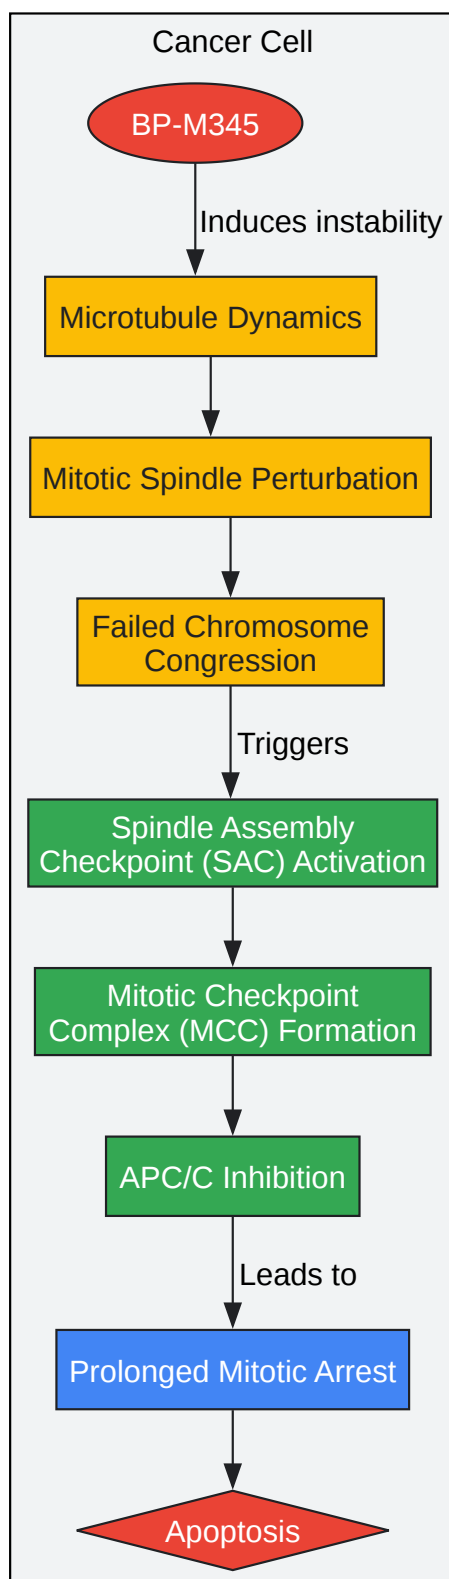 Cancer Cell
BP-M345
Induces instability
Microtubule Dynamics
Mitotic Spindle Perturbation
Failed Chromosome
Congression
Triggers
Spindle Assembly
Checkpoint (SAC) Activation
Mitotic Checkpoint
Complex (MCC) Formation
APC/C Inhibition
Leads to
Prolonged Mitotic Arrest
Apoptosis